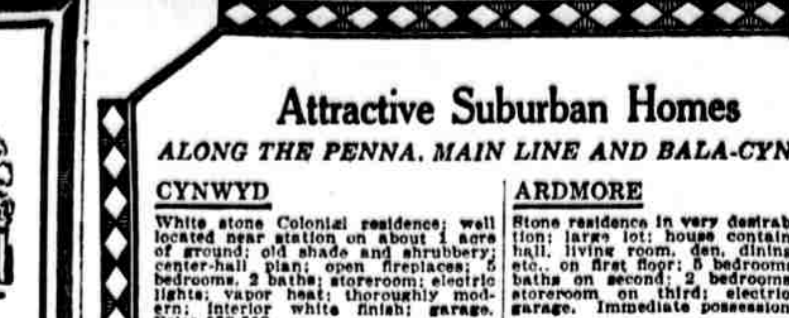 Attractive Suburban Homes
ALONG THE PENNA. MAIN LINE AND BALA-CYN
CYNWYD
White stone Colonial residence; well
located near station on about 1 acre
of ground; old shade and shrubbery;
center-hall plan; open fireplaces; 5
bedrooms, 2 baths; storeroom; electric
lights; vapor heat; thoroughly mod-
ern; interior white finish; garage.
ARDMORE
Stone residence in very desirab
tion; large lot; house contain
hall, living room, den, dining
etc., on first floor; 5 bedrooms
baths on second; 2 bedrooms
storeroom on third; electric
garage. Immediate possession